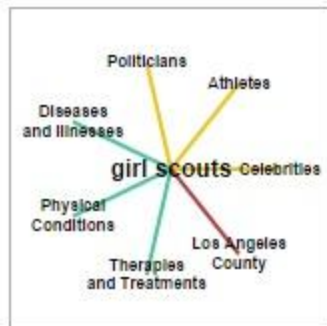 Politicians
Athletes
Diseases
and Illnesses
girl scouts
Celebrities
Physical
Conditions
Los Angeles
County
Therapies
and Treatments